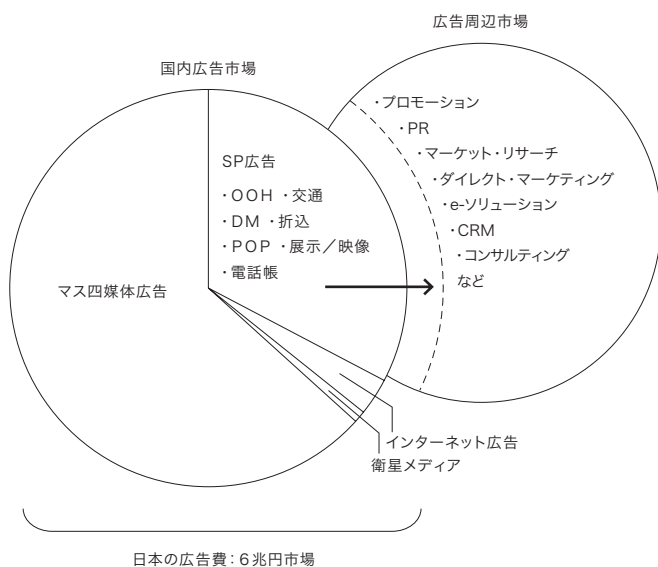 広告周辺市場
国内広告市場
・プロモーション
・PR
・マーケット・リサーチ
・ダイレクト・マーケティング
・e-ソリューション
・CRM
・コンサルティング
など
SP広告
・OOH ・交通
・DM ・折込
・POP ・展示／映像
・電話帳
マス四媒体広告
インターネット広告
衛星メディア
日本の広告費：6兆円市場